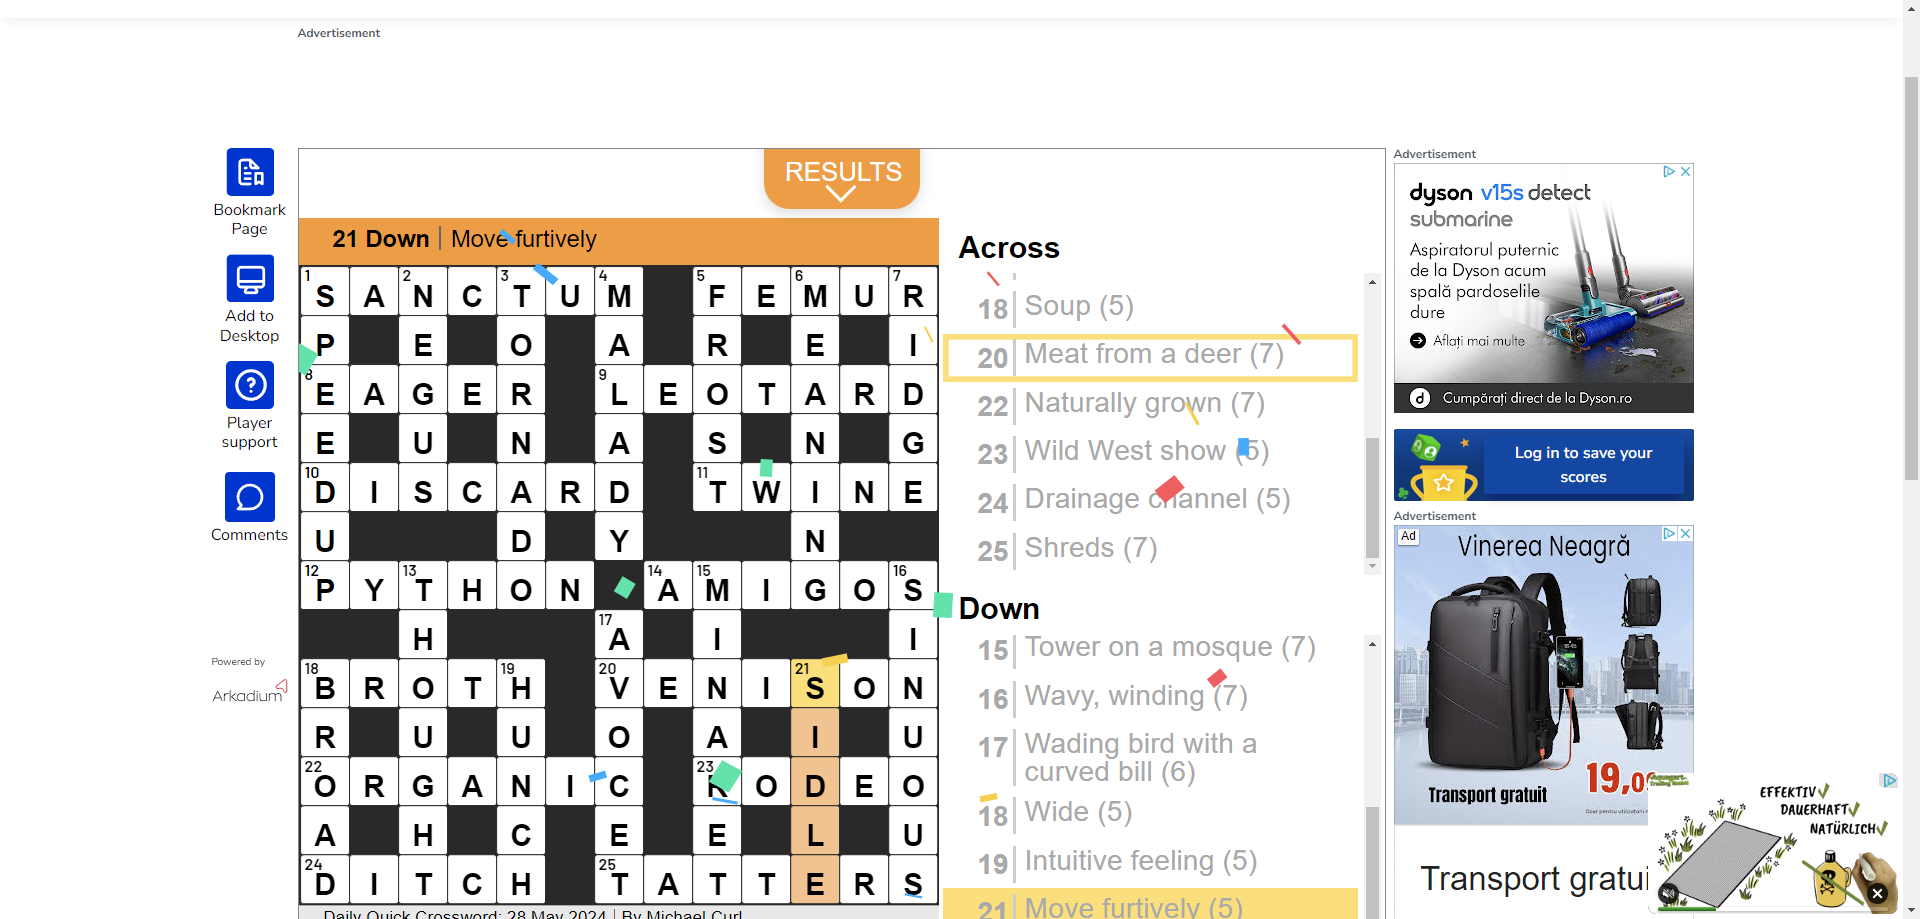 Advertisement
Bookmark
Page
Add to
Desktop
Player
support
Comments
Powered by
Arkadium
RESULTS
21 Down | Move furtively
1 S A 2 N C 3 T U 4 M 5 F E 6 M U 7 R
P E O A R E I
8 E A G E R 9 L E O T A R D
E U N A S N G
10 D I S C A R D 11 T W I N E
U D Y N
12 P Y 13 T H O N 14 A 15 M I G O 16 S
H 17 A I I
18 B R O T 19 H 20 V E N I 21 S O N
R U U O A I U
22 O R G A N I C 23 R O D E O
A H C E E L U
24 D I T C H 25 T A T T E R S
Daily Quick Crossword: 28 May 2024 | By Michael Curl
Across
18 Soup (5)
20 Meat from a deer (7)
22 Naturally grown (7)
23 Wild West show (5)
24 Drainage channel (5)
25 Shreds (7)
Down
15 Tower on a mosque (7)
16 Wavy, winding (7)
17 Wading bird with a
curved bill (6)
18 Wide (5)
19 Intuitive feeling (5)
21 Move furtively (5)
Advertisement
dyson v15s detect
submarine
Aspiratorul puternic
de la Dyson acum
spală pardoselile
dure
Aflați mai multe
d Cumpărați direct de la Dyson.ro
Log in to save your
scores
Advertisement
Ad
Vinerea Neagră
19,0
Transport gratuit
Transport gratui
EFFEKTIV
DAUERHAFT
NATÜRLICH